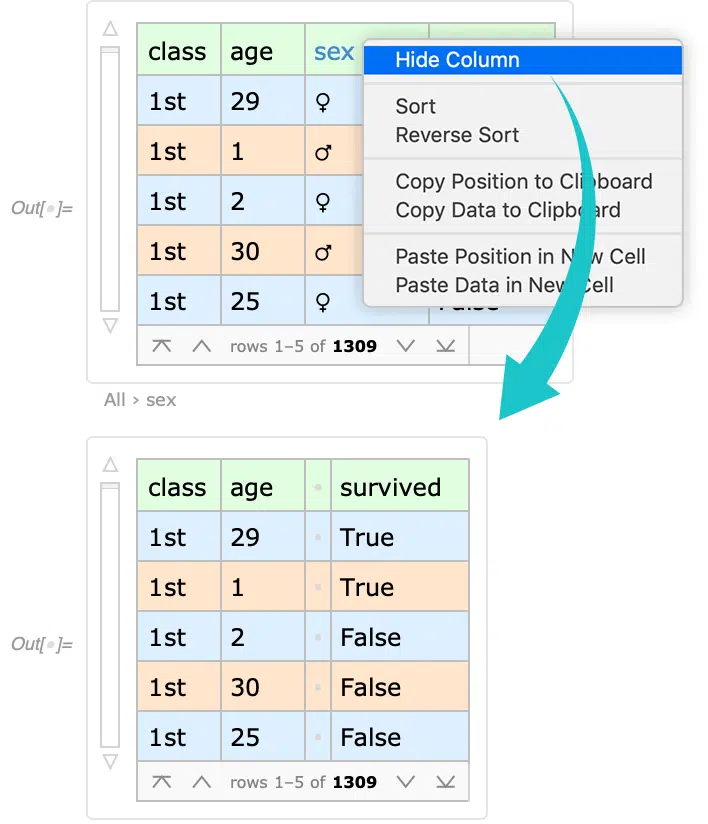 class age sex
Hide Column
1st 29 ♀
Sort
Reverse Sort
1st 1 ♂
Copy Position to Clipboard
Out[•]= 1st 2 ♀
Copy Data to Clipboard
1st 30 ♂
Paste Position in New Cell
Paste Data in New Cell
1st 25 ♀ False
rows 1–5 of 1309
All › sex
class age • survived
1st 29 • True
1st 1 • True
1st 2 • False
Out[•]=
1st 30 • False
1st 25 • False
rows 1–5 of 1309